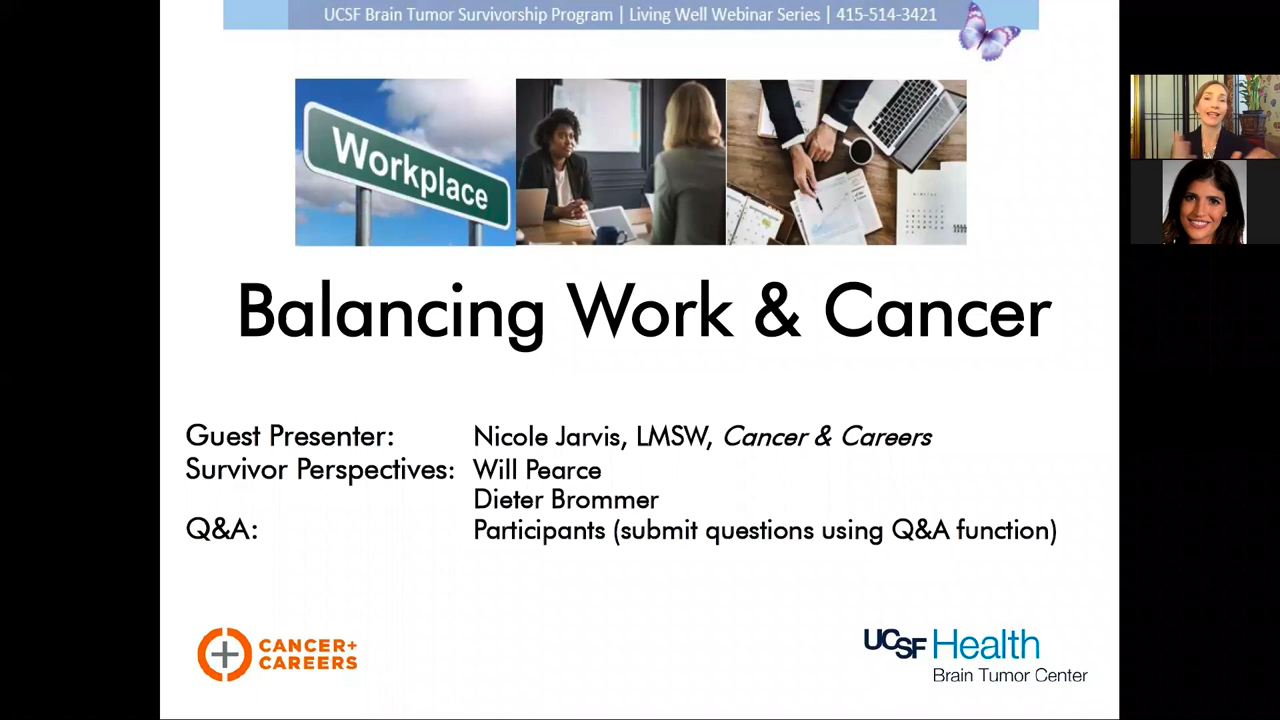 UCSF Brain Tumor Survivorship Program | Living Well Webinar Series | 415-514-3421
Workplace
Balancing Work & Cancer
Guest Presenter: Nicole Jarvis, LMSW, Cancer & Careers
Survivor Perspectives: Will Pearce
Dieter Brommer
Q&A: Participants (submit questions using Q&A function)
CANCER+
CAREERS
UCSF Health
Brain Tumor Center